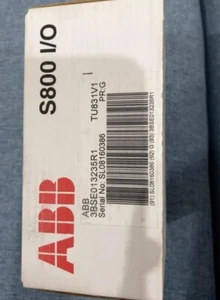 ABB
S800 I/O
ABB
3BSE013235R1
TU831V1
PR:G
Serial No: SL08160386